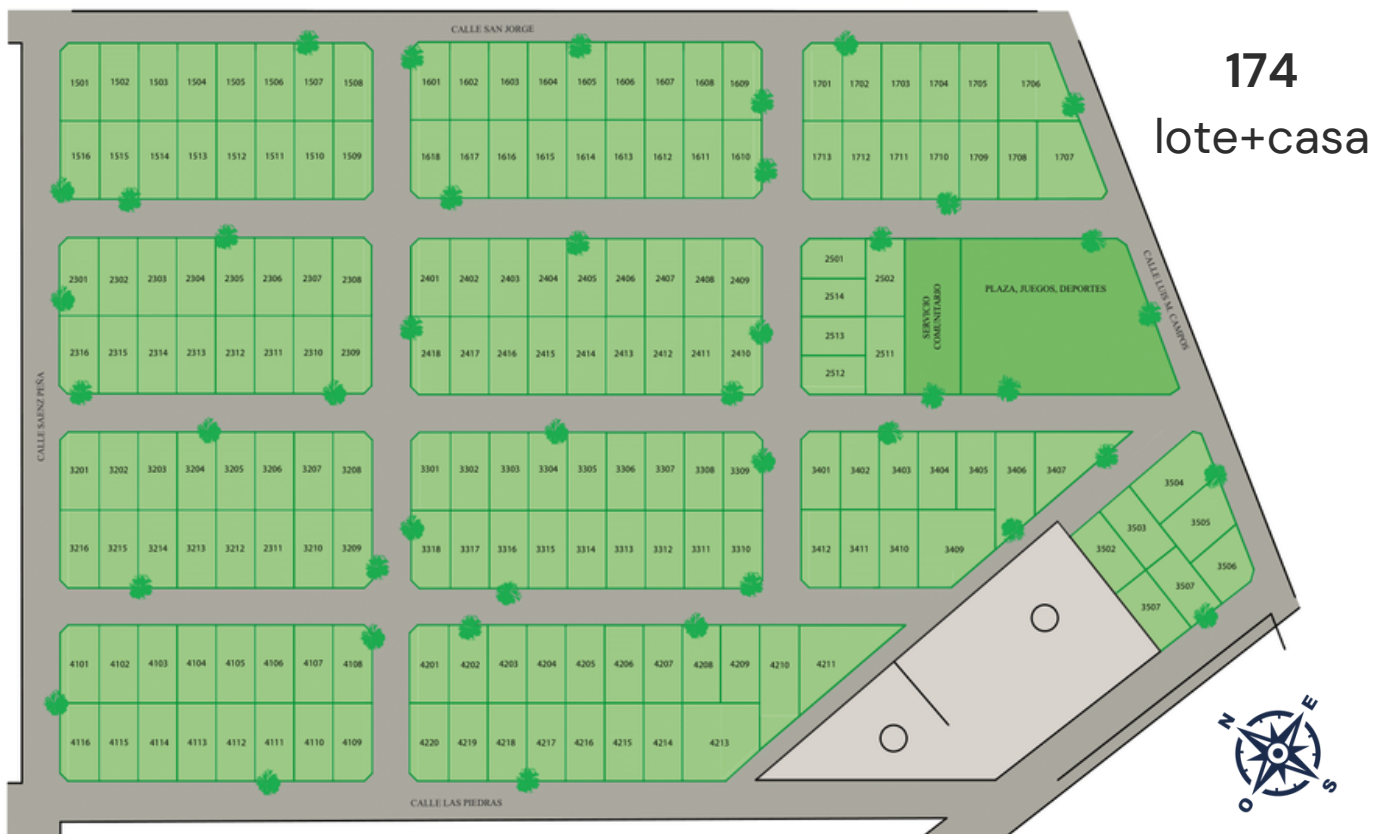 CALLE SAN JORGE
174
lote+casa
1501 1502 1503 1504 1505 1506 1507 1508
1516 1515 1514 1513 1512 1511 1510 1509
1601 1602 1603 1604 1605 1606 1607 1608 1609
1618 1617 1616 1615 1614 1613 1612 1611 1610
1701 1702 1703 1704 1705 1706
1713 1712 1711 1710 1709 1708 1707
2301 2302 2303 2304 2305 2306 2307 2308
2316 2315 2314 2313 2312 2311 2310 2309
2401 2402 2403 2404 2405 2406 2407 2408 2409
2418 2417 2416 2415 2414 2413 2412 2411 2410
2501
2502
2514
2513
2511
2512
SERVICIO
COMUNITARIO
PLAZA, JUEGOS, DEPORTES
CALLE LUIS M. CAMPOS
CALLE SAENZ PEÑA
3201 3202 3203 3204 3205 3206 3207 3208
3216 3215 3214 3213 3212 2311 3210 3209
3301 3302 3303 3304 3305 3306 3307 3308 3309
3318 3317 3316 3315 3314 3313 3312 3311 3310
3401 3402 3403 3404 3405 3406 3407
3412 3411 3410 3409
3504
3503
3505
3502
3506
3507
3507
4101 4102 4103 4104 4105 4106 4107 4108
4116 4115 4114 4113 4112 4111 4110 4109
4201 4202 4203 4204 4205 4206 4207 4208 4209 4210 4211
4220 4219 4218 4217 4216 4215 4214 4213
CALLE LAS PIEDRAS
N
E
O
S